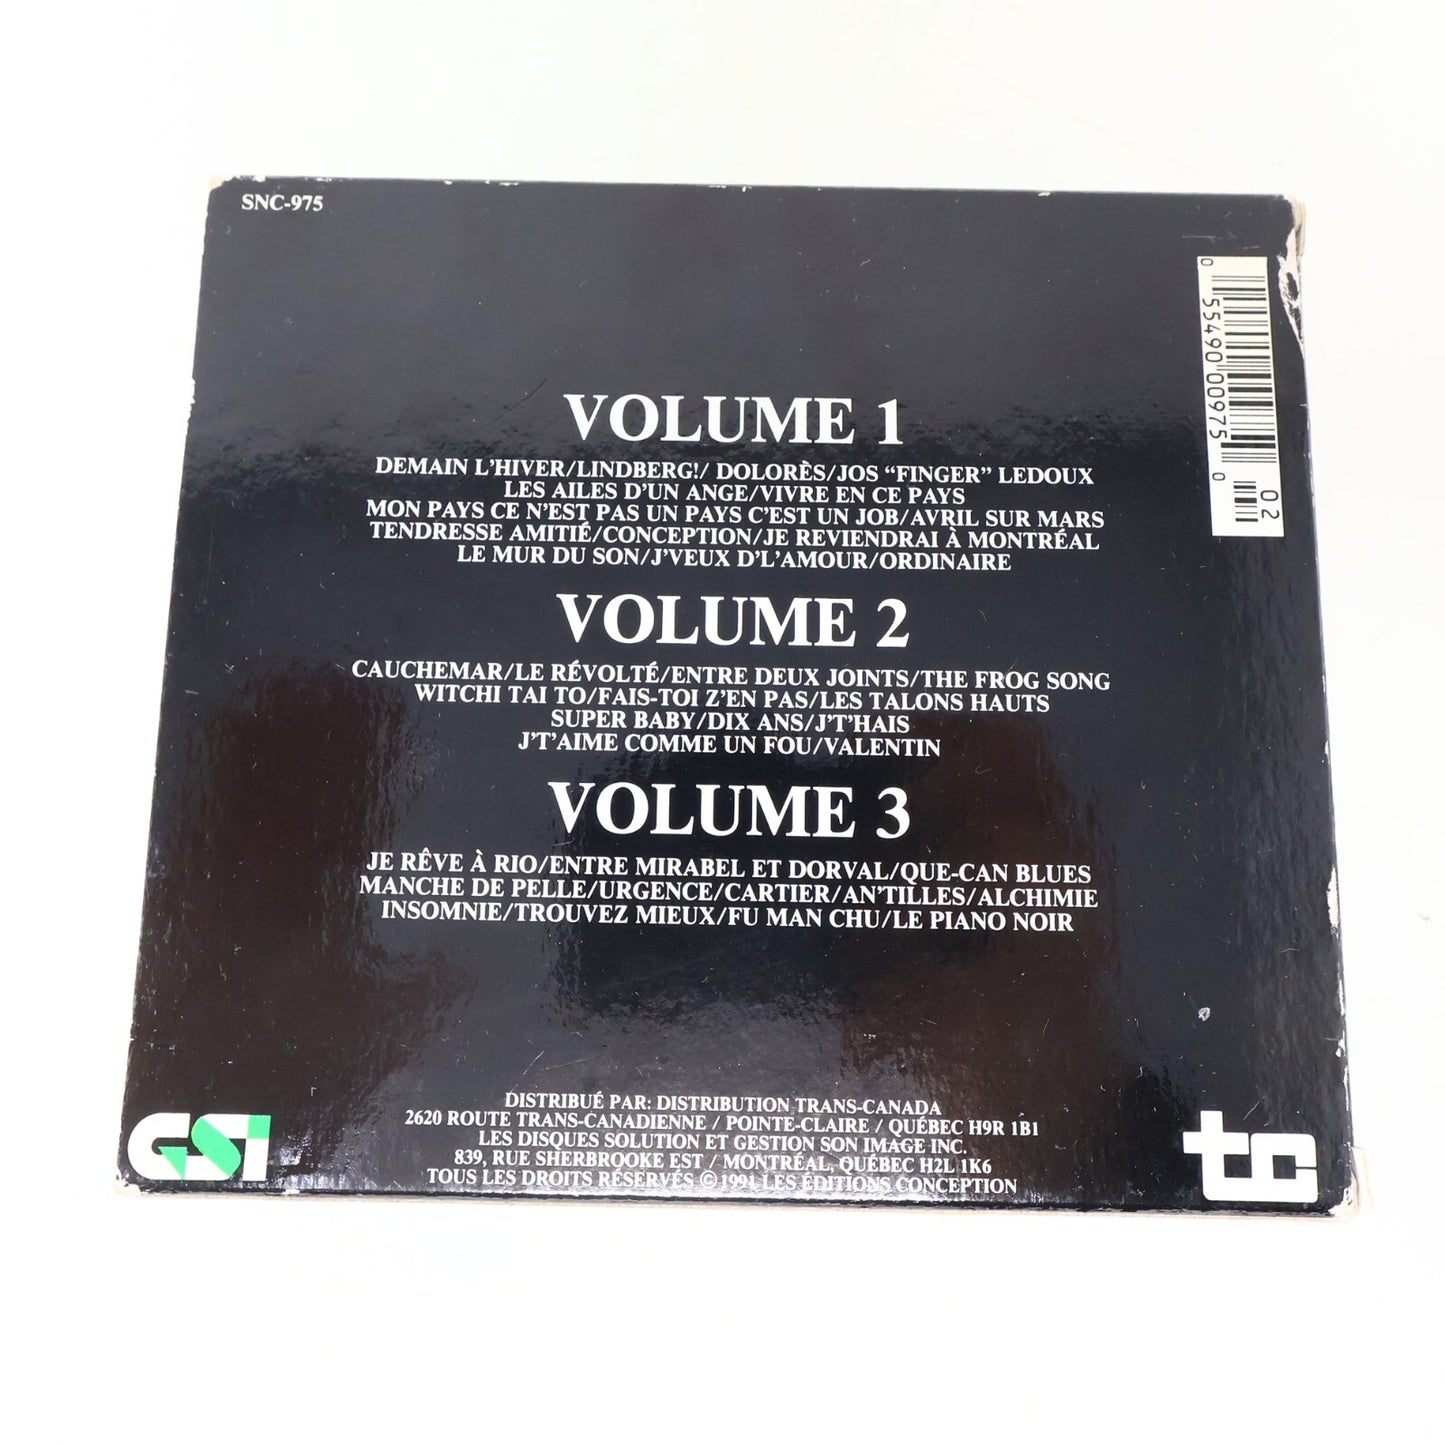 SNC-975
0 55490 00975 0
02
VOLUME 1
DEMAIN L'HIVER/LINDBERG!/ DOLORÈS/JOS “FINGER” LEDOUX
LES AILES D'UN ANGE/VIVRE EN CE PAYS
MON PAYS CE N'EST PAS UN PAYS C'EST UN JOB/AVRIL SUR MARS
TENDRESSE AMITIÉ/CONCEPTION/JE REVIENDRAI À MONTRÉAL
LE MUR DU SON/J'VEUX D'L'AMOUR/ORDINAIRE
VOLUME 2
CAUCHEMAR/LE RÉVOLTÉ/ENTRE DEUX JOINTS/THE FROG SONG
WITCHI TAI TO/FAIS-TOI Z'EN PAS/LES TALONS HAUTS
SUPER BABY/DIX ANS/J'T'HAIS
J'T'AIME COMME UN FOU/VALENTIN
VOLUME 3
JE RÊVE À RIO/ENTRE MIRABEL ET DORVAL/QUE-CAN BLUES
MANCHE DE PELLE/URGENCE/CARTIER/AN'TILLES/ALCHIMIE
INSOMNIE/TROUVEZ MIEUX/FU MAN CHU/LE PIANO NOIR
DISTRIBUÉ PAR: DISTRIBUTION TRANS-CANADA
2620 ROUTE TRANS-CANADIENNE / POINTE-CLAIRE / QUÉBEC H9R 1B1
LES DISQUES SOLUTION ET GESTION SON IMAGE INC.
839, RUE SHERBROOKE EST / MONTRÉAL, QUÉBEC H2L 1K6
TOUS LES DROITS RÉSERVÉS © 1991 LES ÉDITIONS CONCEPTION
GSI
tc